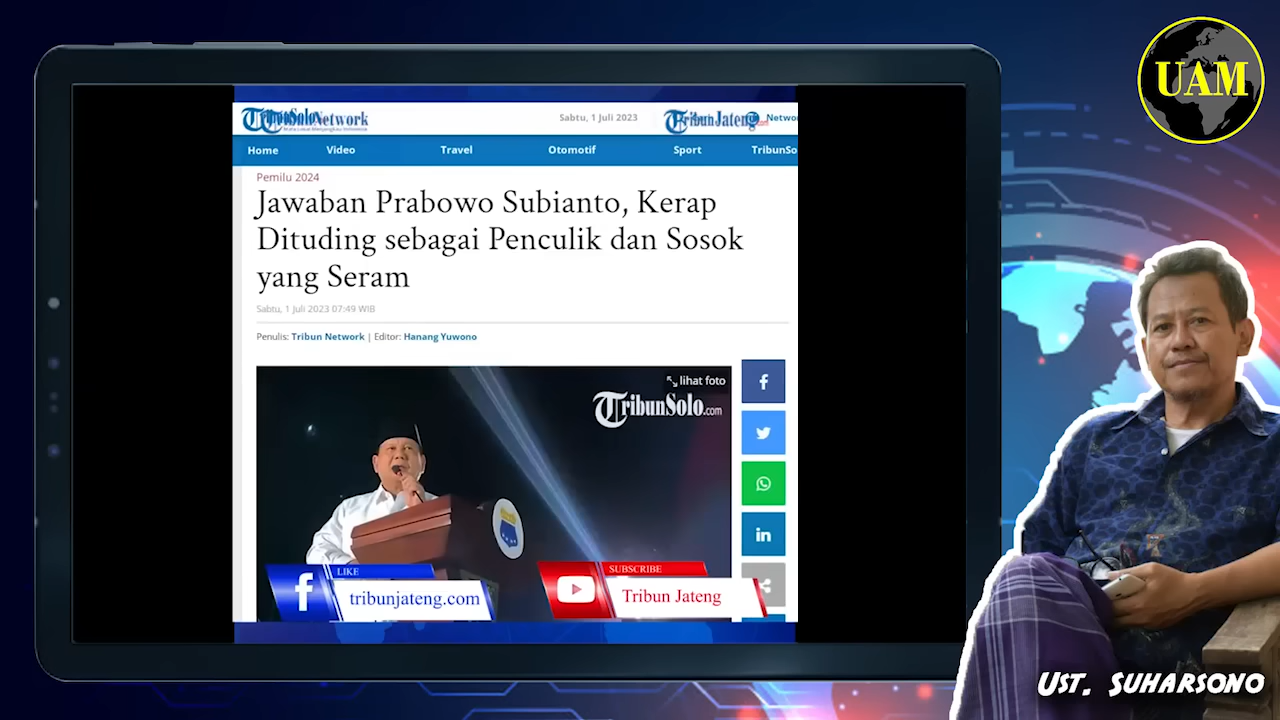 UAM
Sabtu, 1 Juli 2023
Tribun Jateng
Home Video Travel Otomotif Sport TribunSo
Pemilu 2024
Jawaban Prabowo Subianto, Kerap
Dituding sebagai Penculik dan Sosok
yang Seram
Sabtu, 1 Juli 2023 07:49 WIB
Penulis: Tribun Network | Editor: Hanang Yuwono
lihat foto
TribunSolo.com
LIKE
tribunjateng.com
SUBSCRIBE
Tribun Jateng
UST. SUHARSONO